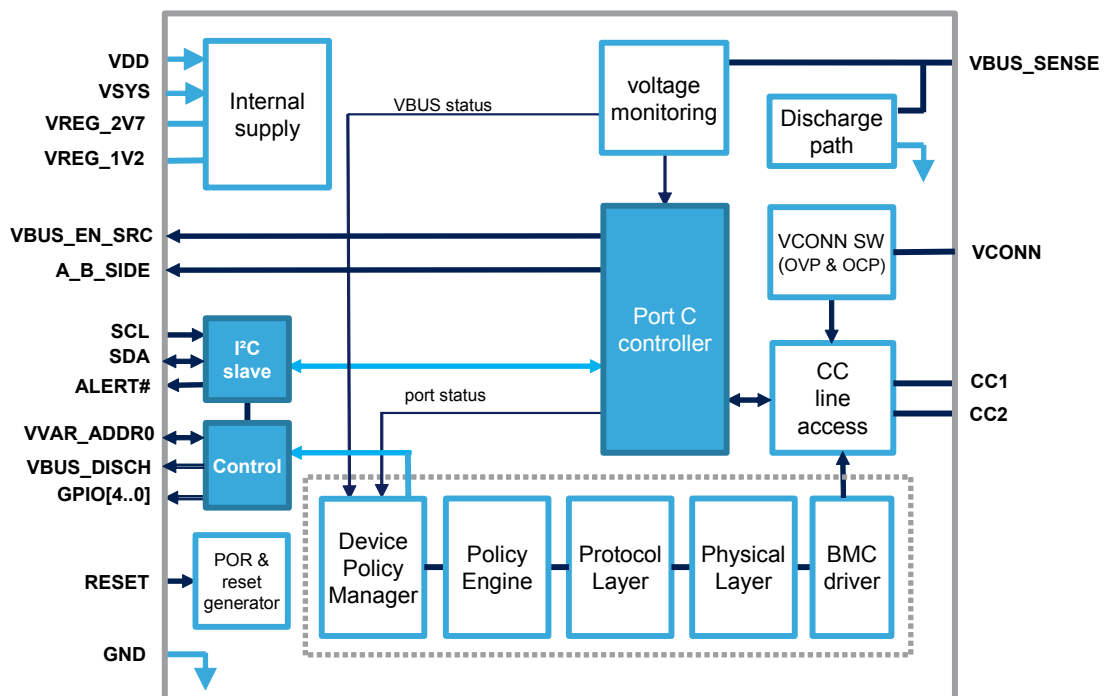 VDD
VSYS
VREG_2V7
VREG_1V2
Internal
supply
VBUS status
voltage
monitoring
VBUS_SENSE
Discharge
path
VBUS_EN_SRC
A_B_SIDE
VCONN SW
(OVP & OCP)
VCONN
SCL
SDA
ALERT#
I²C
slave
Port C
controller
CC
line
access
CC1
CC2
port status
VVAR_ADDR0
VBUS_DISCH
GPIO[4..0]
Control
RESET
POR &
reset
generator
Device
Policy
Manager
Policy
Engine
Protocol
Layer
Physical
Layer
BMC
driver
GND